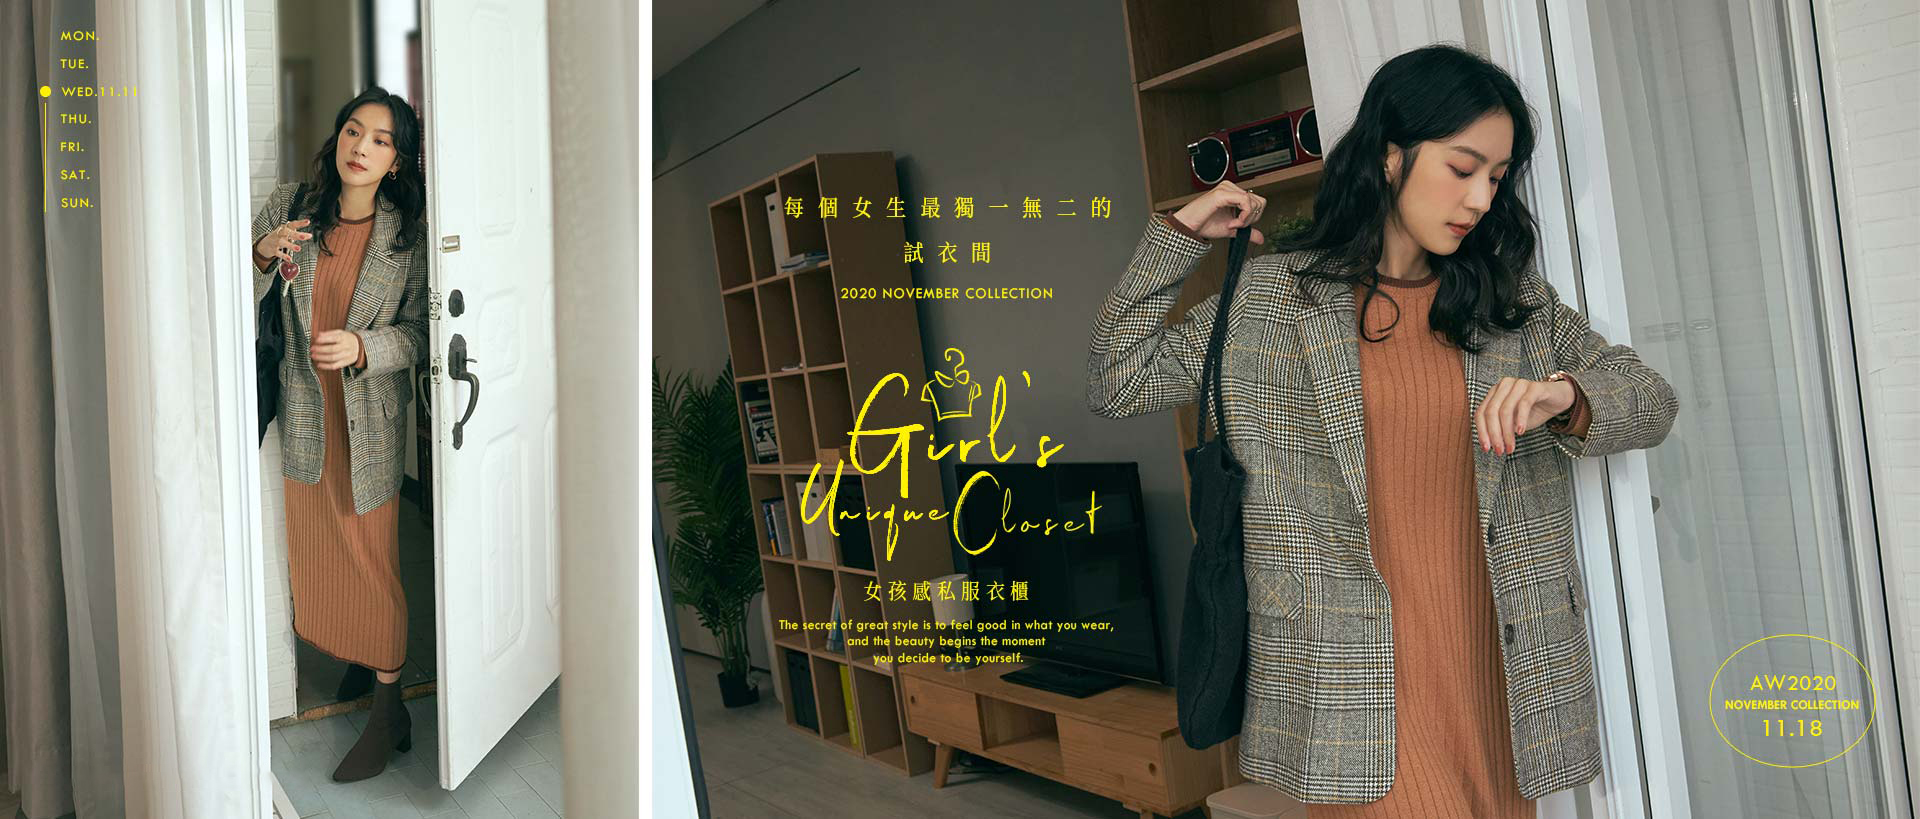 MON.
TUE.
WED.11.11
THU.
FRI.
SAT.
SUN.
每個女生最獨一無二的
試衣間
2020 NOVEMBER COLLECTION
Girl's
Unique Closet
女孩感私服衣櫃
The secret of great style is to feel good in what you wear,
and the beauty begins the moment
you decide to be yourself.
AW2020
NOVEMBER COLLECTION
11.18